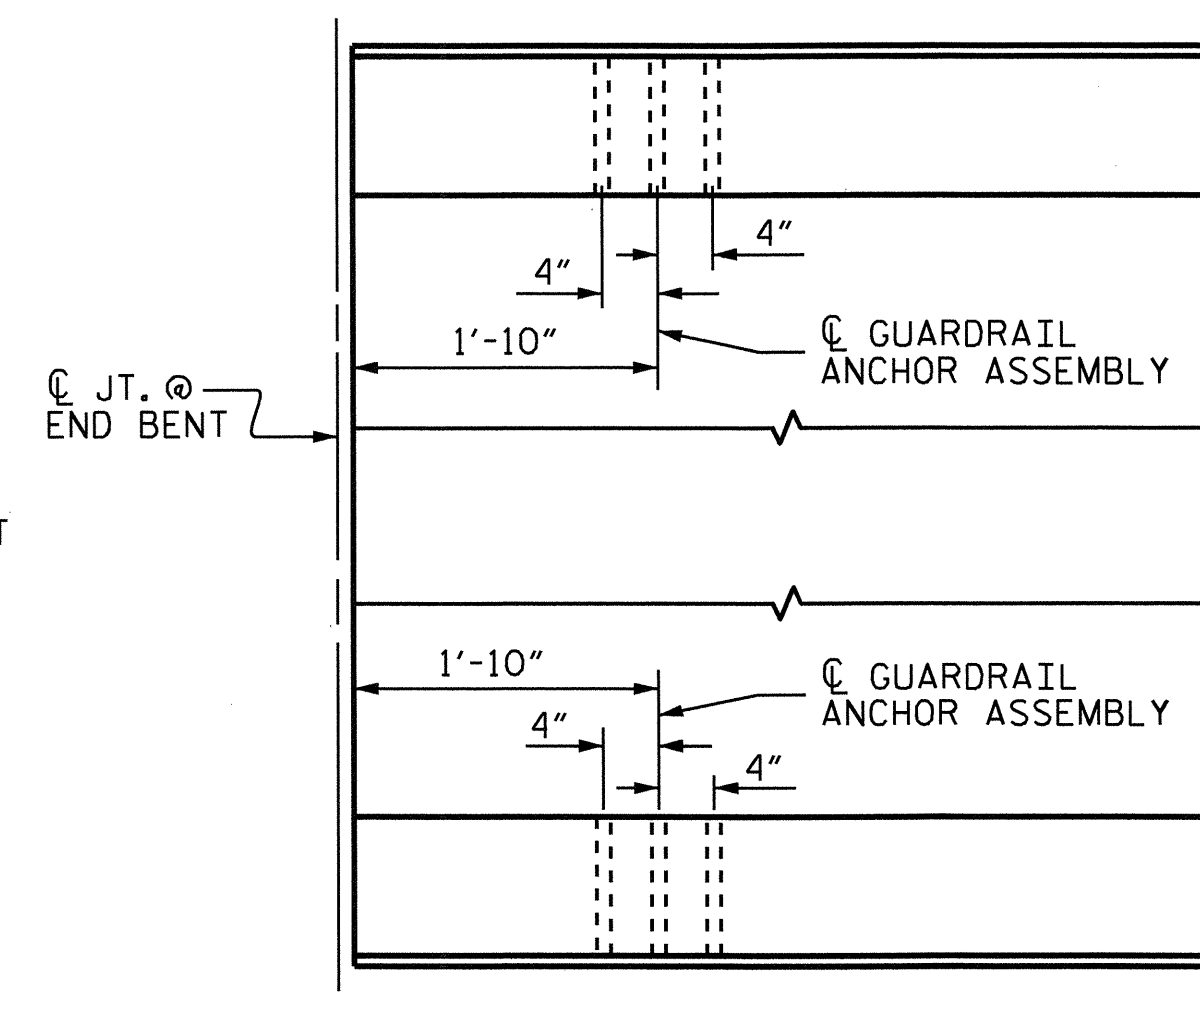 4"
4"
1'-10"
℄ GUARDRAIL
ANCHOR ASSEMBLY
℄ JT. @
END BENT
T
1'-10"
℄ GUARDRAIL
ANCHOR ASSEMBLY
4"
4"